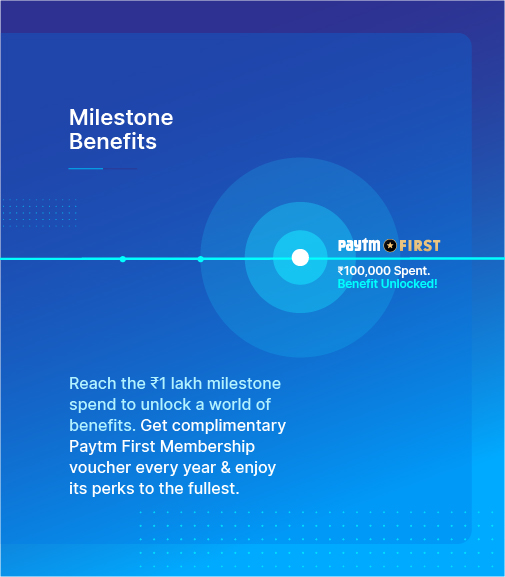 Milestone
Benefits
paytm FIRST
₹100,000 Spent.
Benefit Unlocked!
Reach the ₹1 lakh milestone
spend to unlock a world of
benefits. Get complimentary
Paytm First Membership
voucher every year & enjoy
its perks to the fullest.